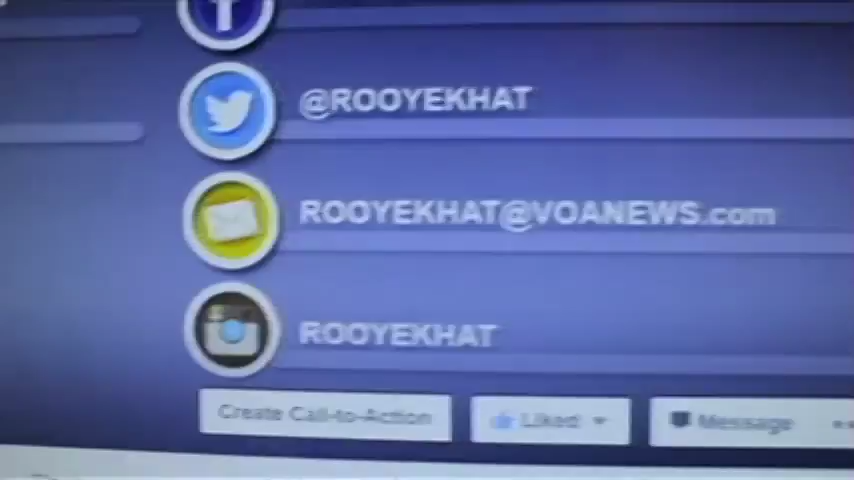 @ROOYEKHAT
ROOYEKHAT@VOANEWS.com
ROOYEKHAT
Create Call-to-Action
Liked
Message